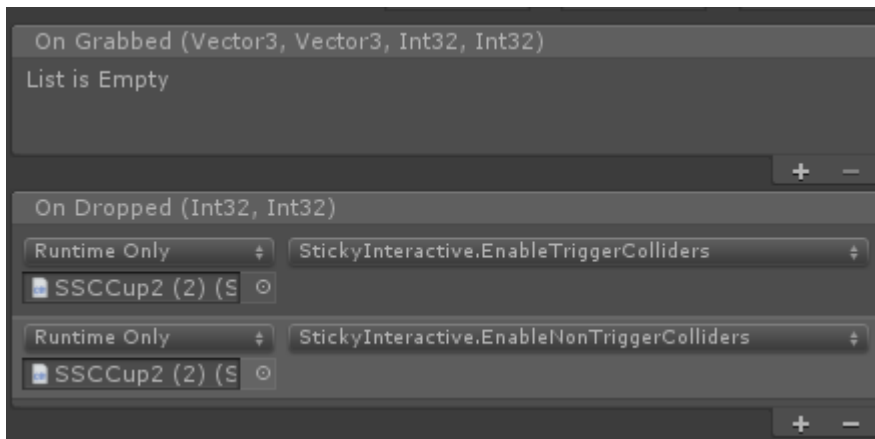 On Grabbed (Vector3, Vector3, Int32, Int32)
List is Empty
+ −
On Dropped (Int32, Int32)
Runtime Only StickyInteractive.EnableTriggerColliders
SSCCup2 (2) (S
Runtime Only StickyInteractive.EnableNonTriggerColliders
SSCCup2 (2) (S
+ −